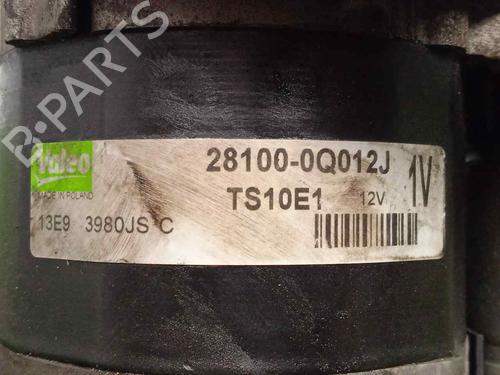 B-PARTS
Valeo
MADE IN POLAND
13E9 3980JS C
28100-0Q012J
TS10E1 12V
1V